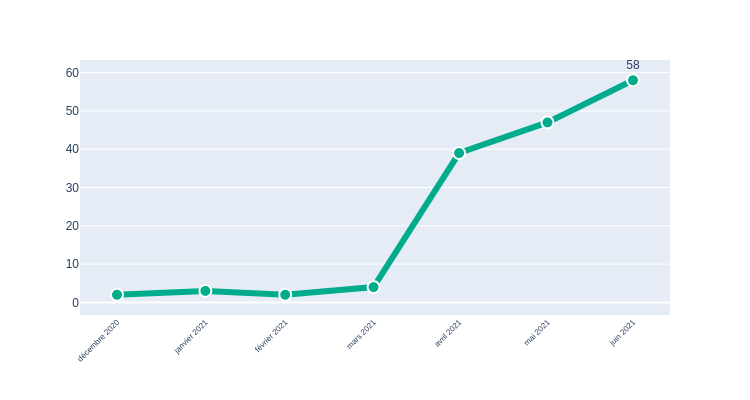 58
60
50
40
30
20
10
0
décembre 2020
janvier 2021
février 2021
mars 2021
avril 2021
mai 2021
juin 2021